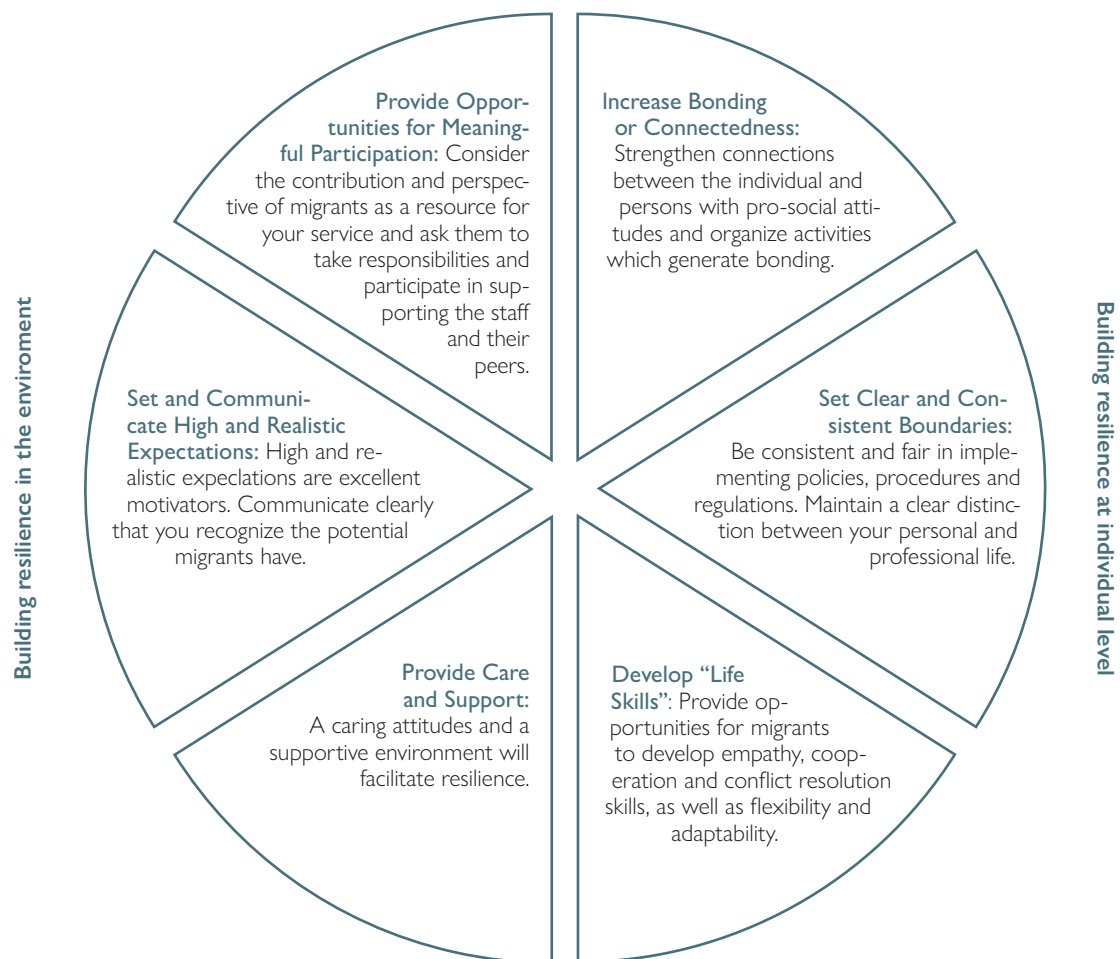 Building resilience in the enviroment
Provide Oppor-
tunities for Meaning-
ful Participation: Consider
the contribution and perspec-
tive of migrants as a resource for
your service and ask them to
take responsibilities and
participate in sup-
porting the staff
and their
peers.
Increase Bonding
or Connectedness:
Strengthen connections
between the individual and
persons with pro-social atti-
tudes and organize activities
which generate bonding.
Set and Communi-
cate High and Realistic
Expectations: High and re-
alistic expeclations are excellent
motivators. Communicate clearly
that you recognize the potential
migrants have.
Set Clear and Con-
sistent Boundaries:
Be consistent and fair in imple-
menting policies, procedures and
regulations. Maintain a clear distinc-
tion between your personal and
professional life.
Provide Care
and Support:
A caring attitudes and a
supportive environment will
facilitate resilience.
Develop “Life
Skills”: Provide op-
portunities for migrants
to develop empathy, coop-
eration and conflict resolution
skills, as well as flexibility and
adaptability.
Building resilience at individual level